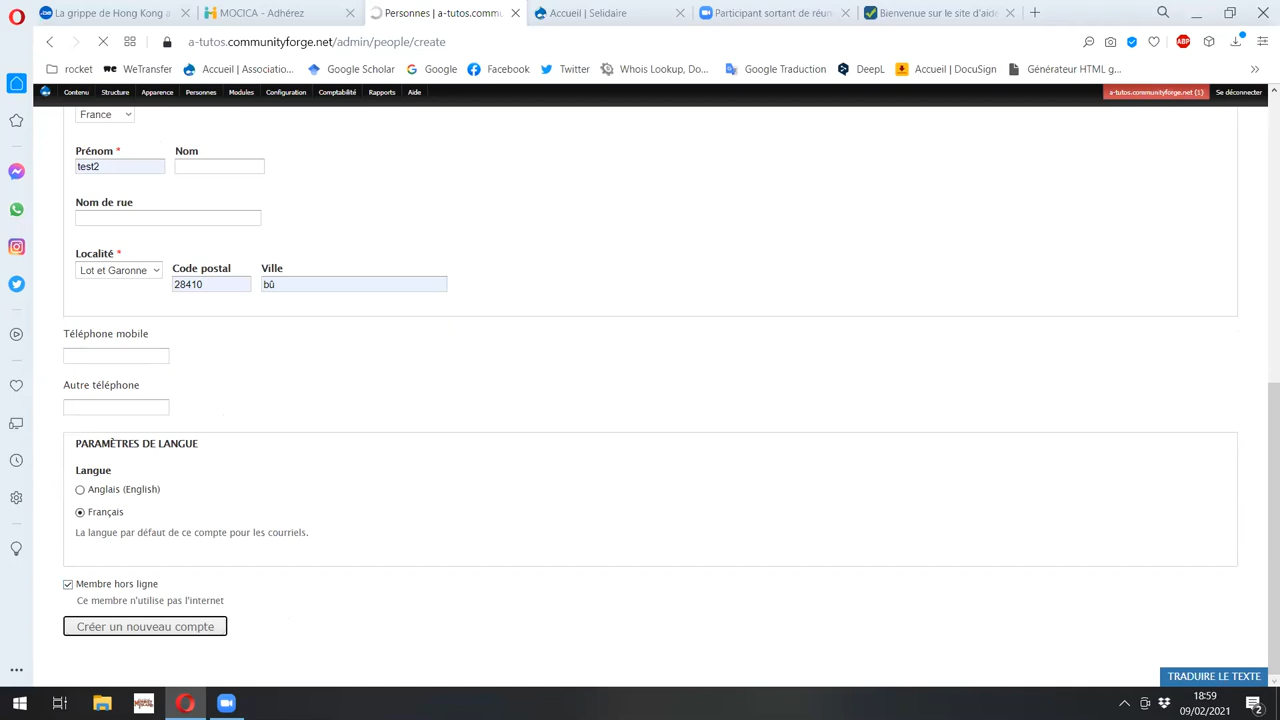 La grippe de Hong Kong a
MOCICA - Adhérez
Personnes | a-tutos.commu
Accueil | Selidaire
Participant sortant de réun
Bienvenue sur le site d'aide
a-tutos.communityforge.net/admin/people/create
rocket
WeTransfer
Accueil | Associatio...
Google Scholar
Google
Facebook
Twitter
Whois Lookup, Do...
Google Traduction
DeepL
Accueil | DocuSign
Générateur HTML g...
Contenu Structure Apparence Personnes Modules Configuration Comptabilité Rapports Aide
a-tutos.communityforge.net (1) Se déconnecter
France
Prénom * Nom
test2
Nom de rue
Localité *
Code postal Ville
Lot et Garonne 28410 bû
Téléphone mobile
Autre téléphone
PARAMÈTRES DE LANGUE
Langue
Anglais (English)
Français
La langue par défaut de ce compte pour les courriels.
Membre hors ligne
Ce membre n'utilise pas l'internet
Créer un nouveau compte
TRADUIRE LE TEXTE
18:59
09/02/2021
2